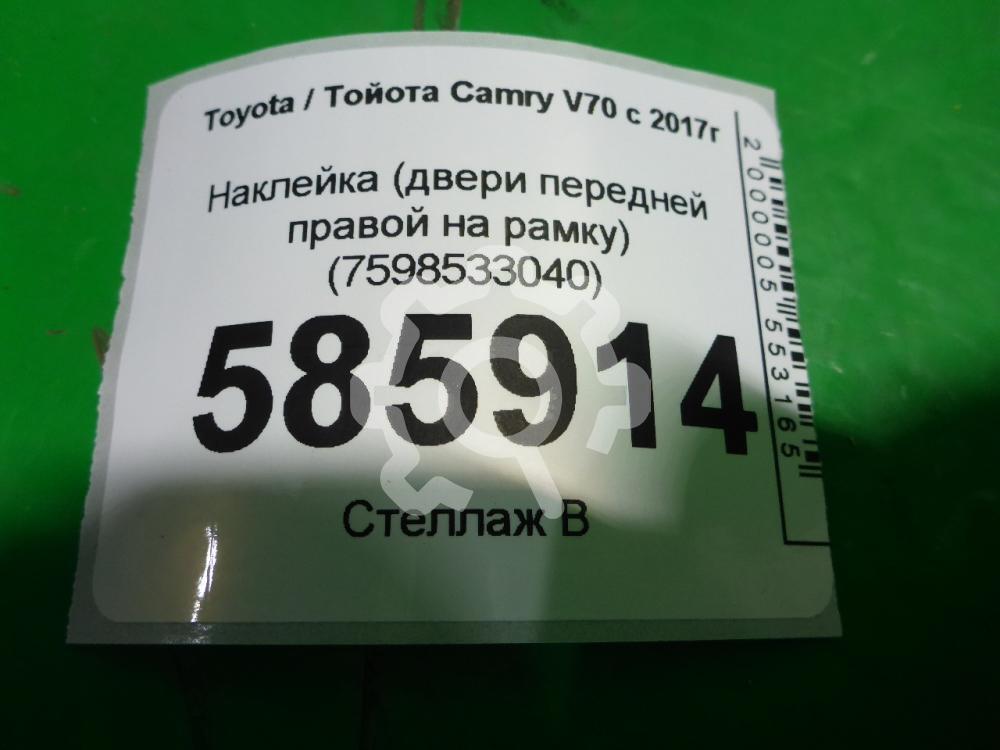 Toyota / Тойота Camry V70 с 2017г
Наклейка (двери передней
правой на рамку)
(7598533040)
585914
Стеллаж В
2000005553165